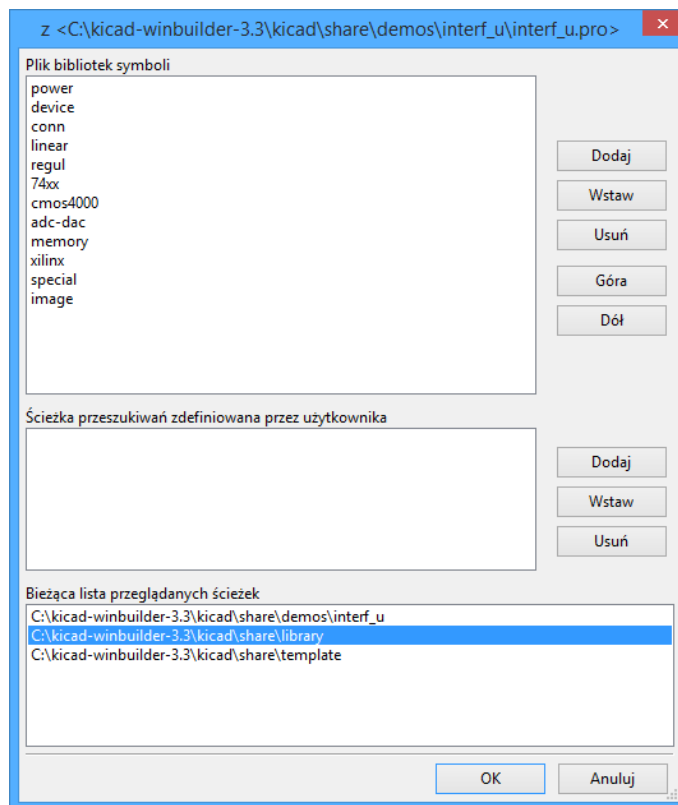 z <C:\kicad-winbuilder-3.3\kicad\share\demos\interf_u\interf_u.pro>
Plik bibliotek symboli
power
device
conn
linear
regul
74xx
cmos4000
adc-dac
memory
xilinx
special
image
Dodaj
Wstaw
Usuń
Góra
Dół
Ścieżka przeszukiwań zdefiniowana przez użytkownika
Dodaj
Wstaw
Usuń
Bieżąca lista przeglądanych ścieżek
C:\kicad-winbuilder-3.3\kicad\share\demos\interf_u
C:\kicad-winbuilder-3.3\kicad\share\library
C:\kicad-winbuilder-3.3\kicad\share\template
OK
Anuluj